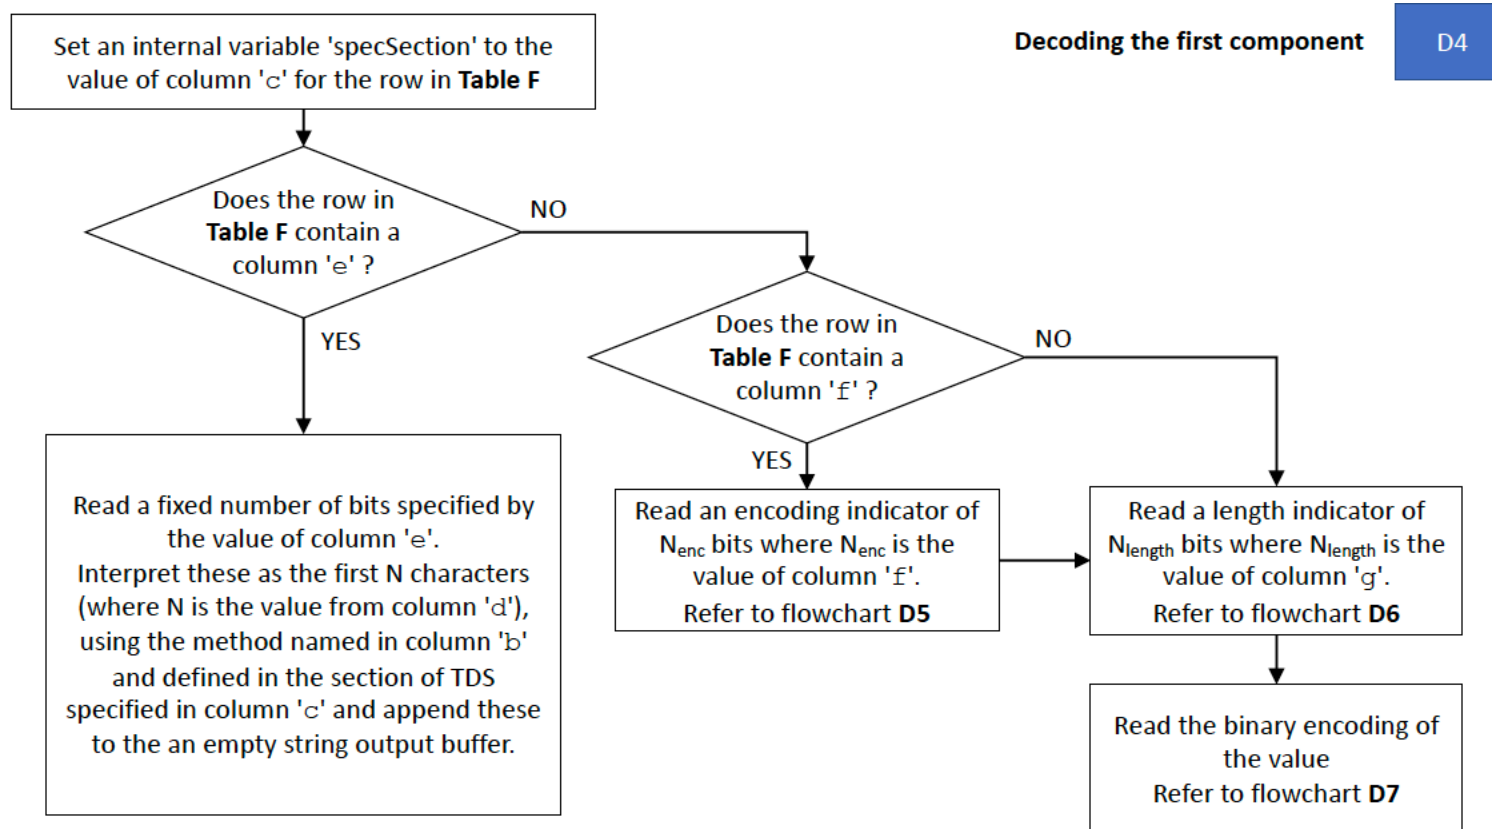 Set an internal variable 'specSection' to the
value of column 'c' for the row in Table F
Decoding the first component
D4
Does the row in
Table F contain a
column 'e' ?
NO
YES
Does the row in
Table F contain a
column 'f' ?
NO
YES
Read a fixed number of bits specified by
the value of column 'e'.
Interpret these as the first N characters
(where N is the value from column 'd'),
using the method named in column 'b'
and defined in the section of TDS
specified in column 'c' and append these
to the an empty string output buffer.
Read an encoding indicator of
Nenc bits where Nenc is the
value of column 'f'.
Refer to flowchart D5
Read a length indicator of
Nlength bits where Nlength is the
value of column 'g'.
Refer to flowchart D6
Read the binary encoding of
the value
Refer to flowchart D7